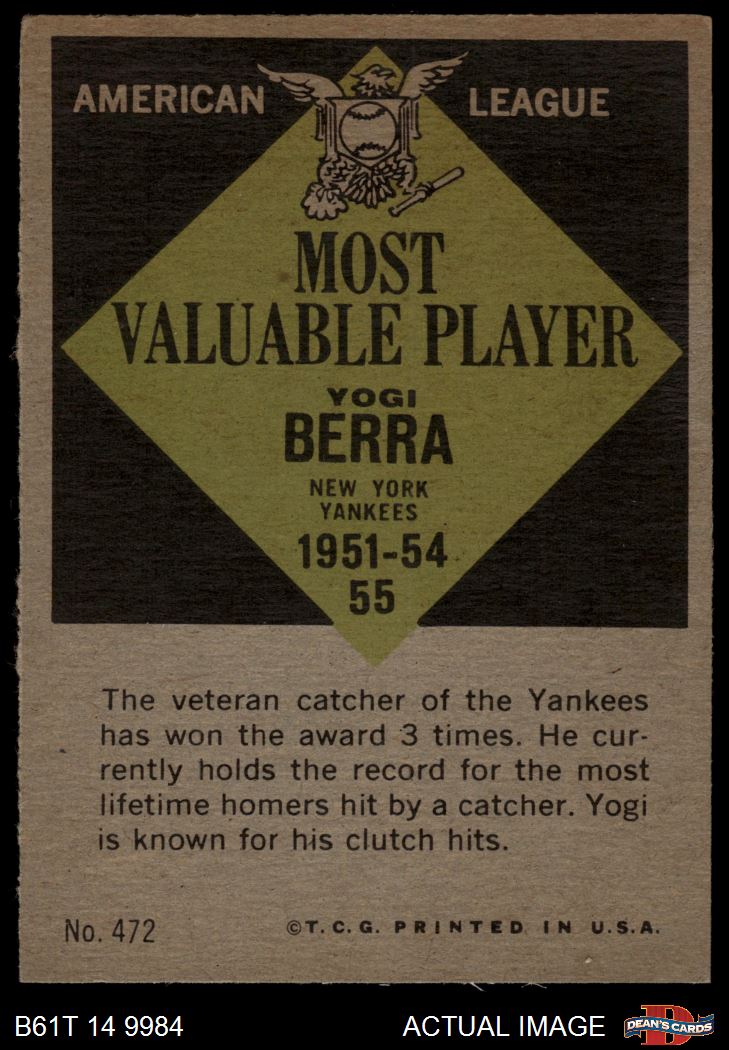 AMERICAN LEAGUE
MOST
VALUABLE PLAYER
YOGI
BERRA
NEW YORK
YANKEES
1951-54
55
The veteran catcher of the Yankees
has won the award 3 times. He cur-
rently holds the record for the most
lifetime homers hit by a catcher. Yogi
is known for his clutch hits.
No. 472 ©T.C.G. PRINTED IN U.S.A.
B61T 14 9984 ACTUAL IMAGE DEAN'S CARDS